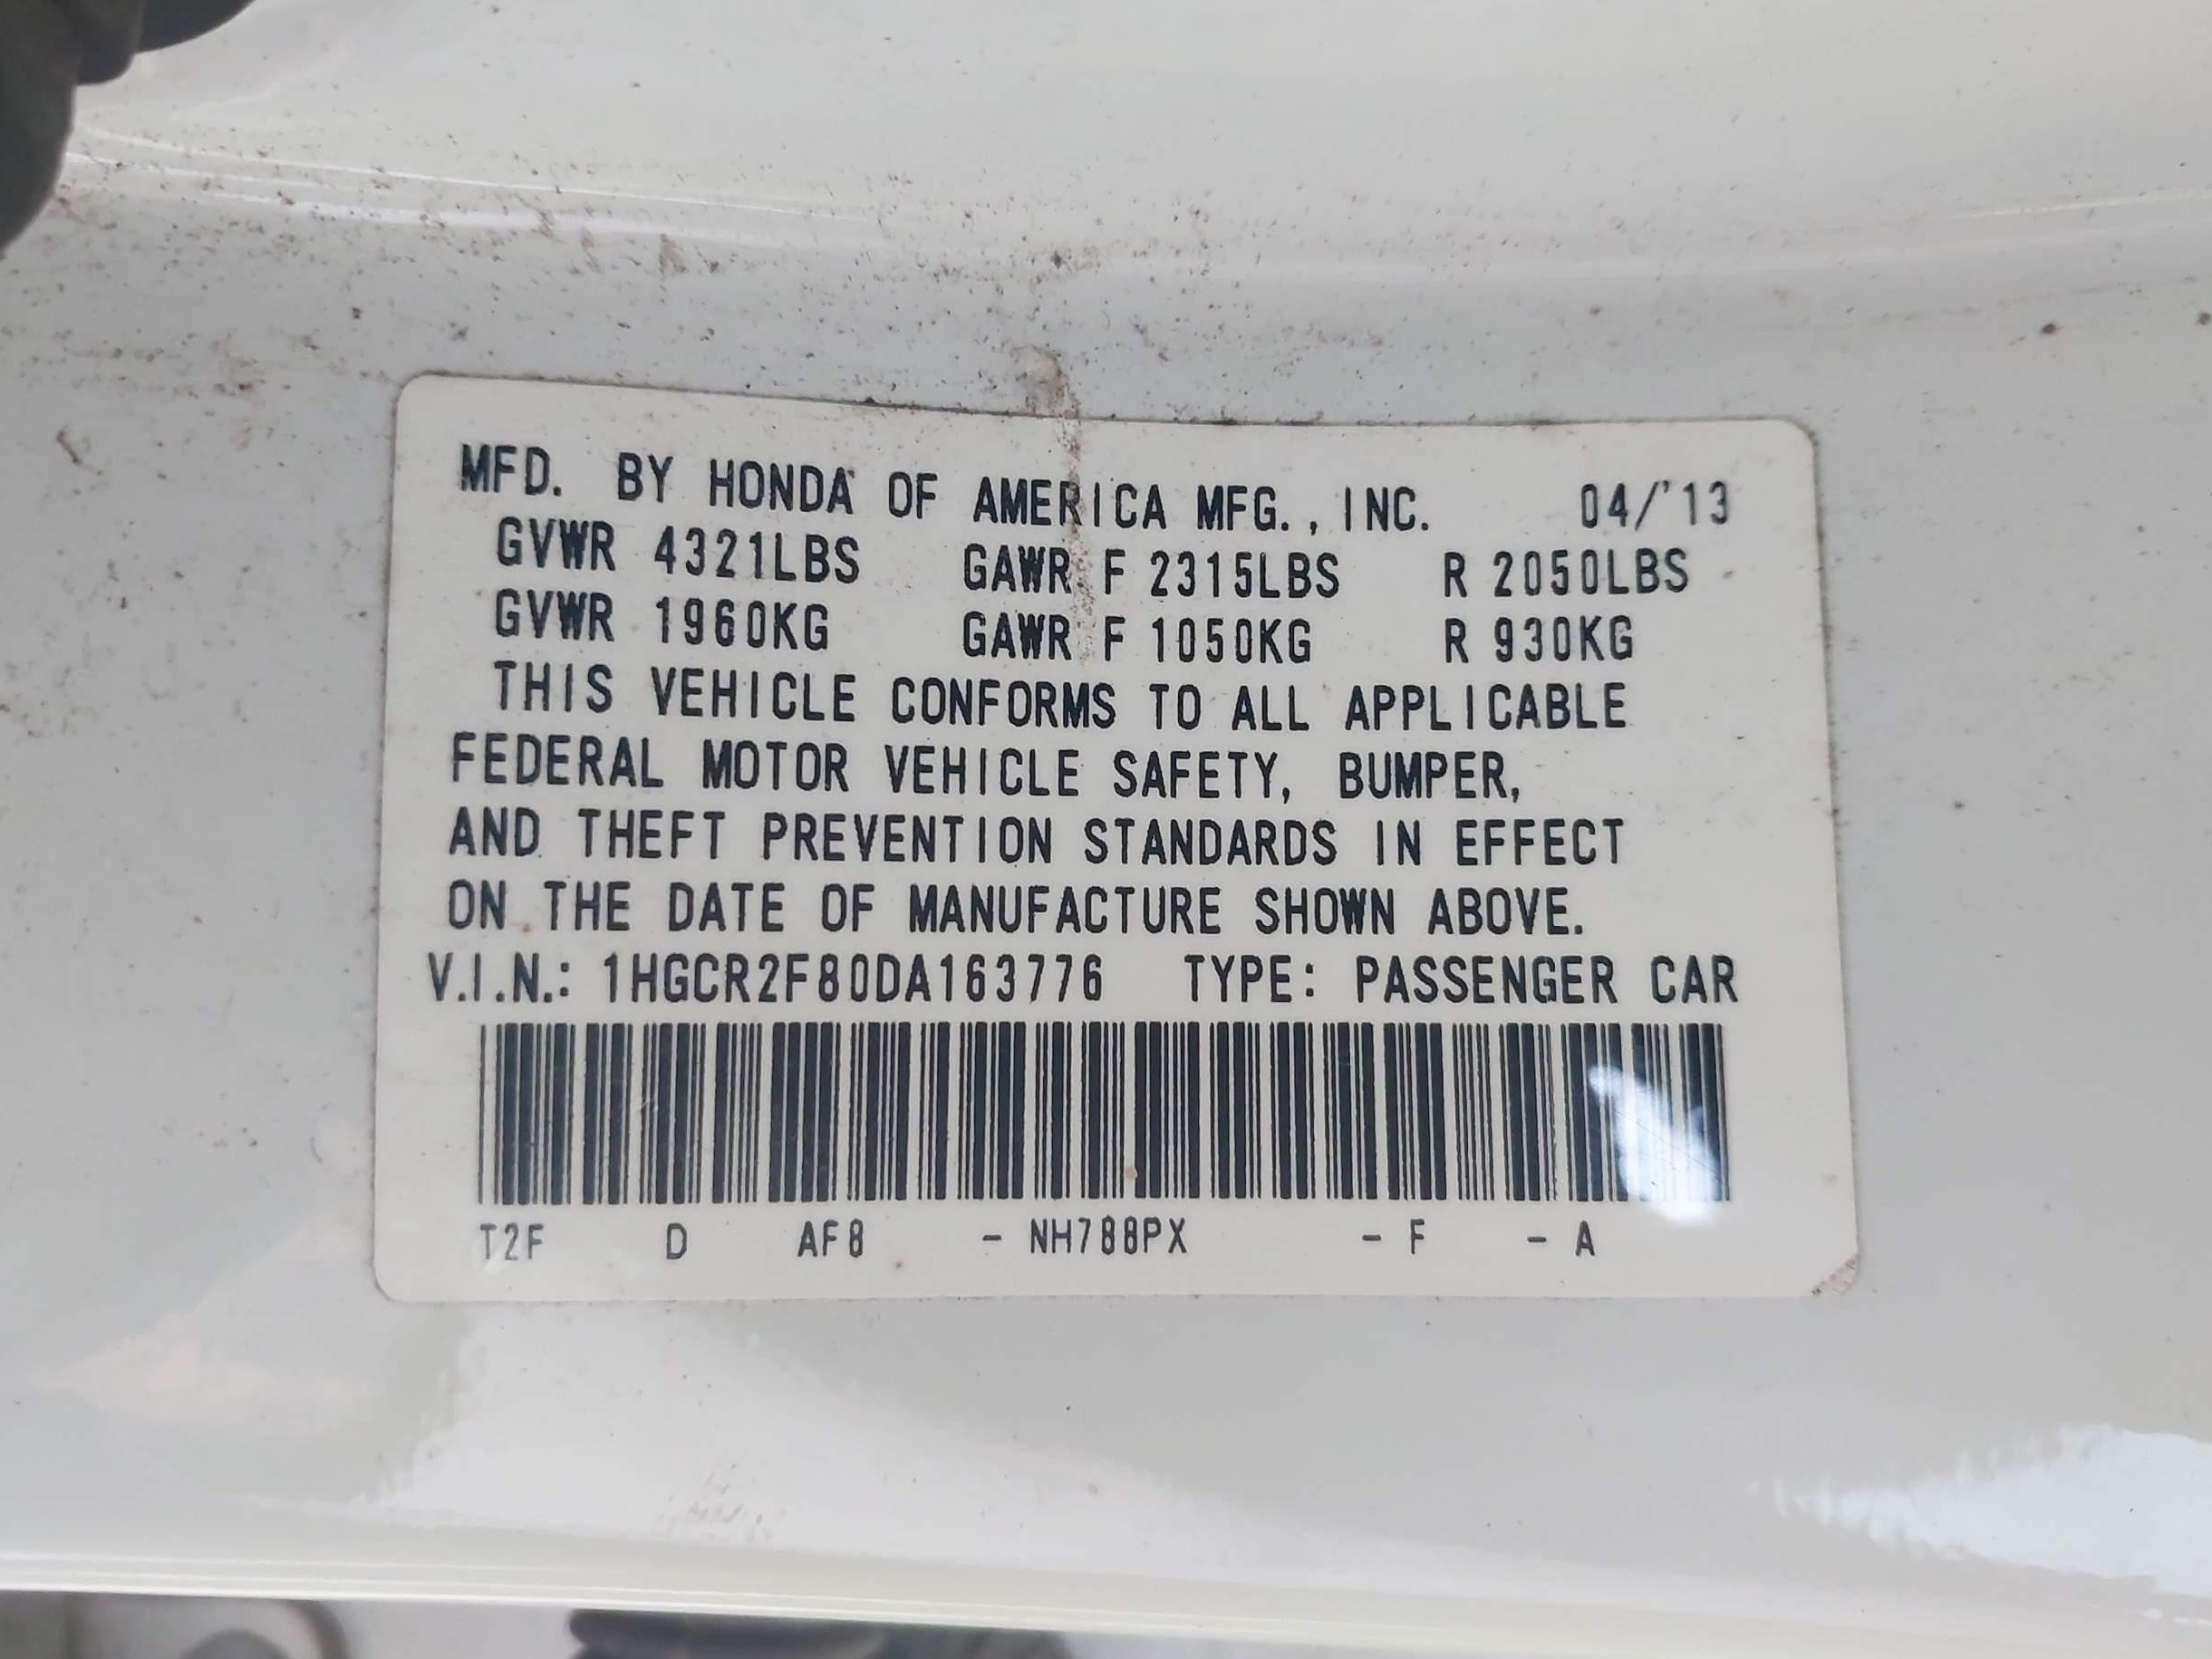 MFD. BY HONDA OF AMERICA MFG., INC. 04/'13
GVWR 4321LBS GAWR F 2315LBS R 2050LBS
GVWR 1960KG GAWR F 1050KG R 930KG
THIS VEHICLE CONFORMS TO ALL APPLICABLE
FEDERAL MOTOR VEHICLE SAFETY, BUMPER,
AND THEFT PREVENTION STANDARDS IN EFFECT
ON THE DATE OF MANUFACTURE SHOWN ABOVE.
V.I.N.: 1HGCR2F80DA163776 TYPE: PASSENGER CAR
T2F D AF8 - NH788PX - F - A